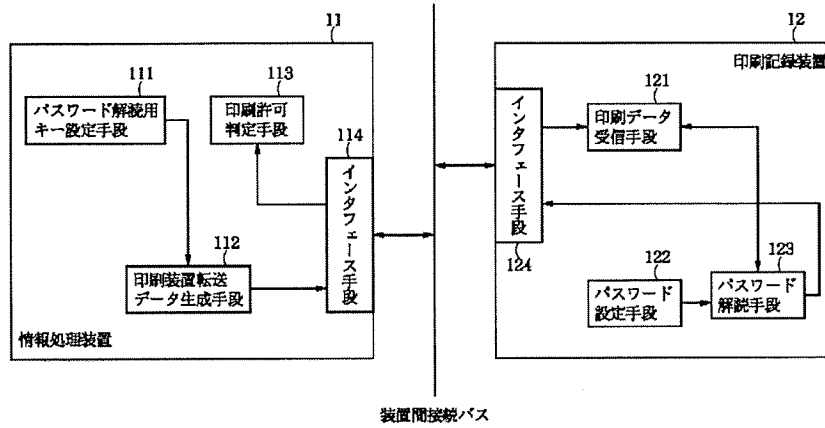 11
111
パスワード解読用
キー設定手段
113
印刷許可
判定手段
114
インタフェース手段
112
印刷装置転送
データ生成手段
情報処理装置
12
印刷記録装置
インタフェース手段
124
121
印刷データ
受信手段
122
パスワード
設定手段
123
パスワード
解読手段
装置間接続バス